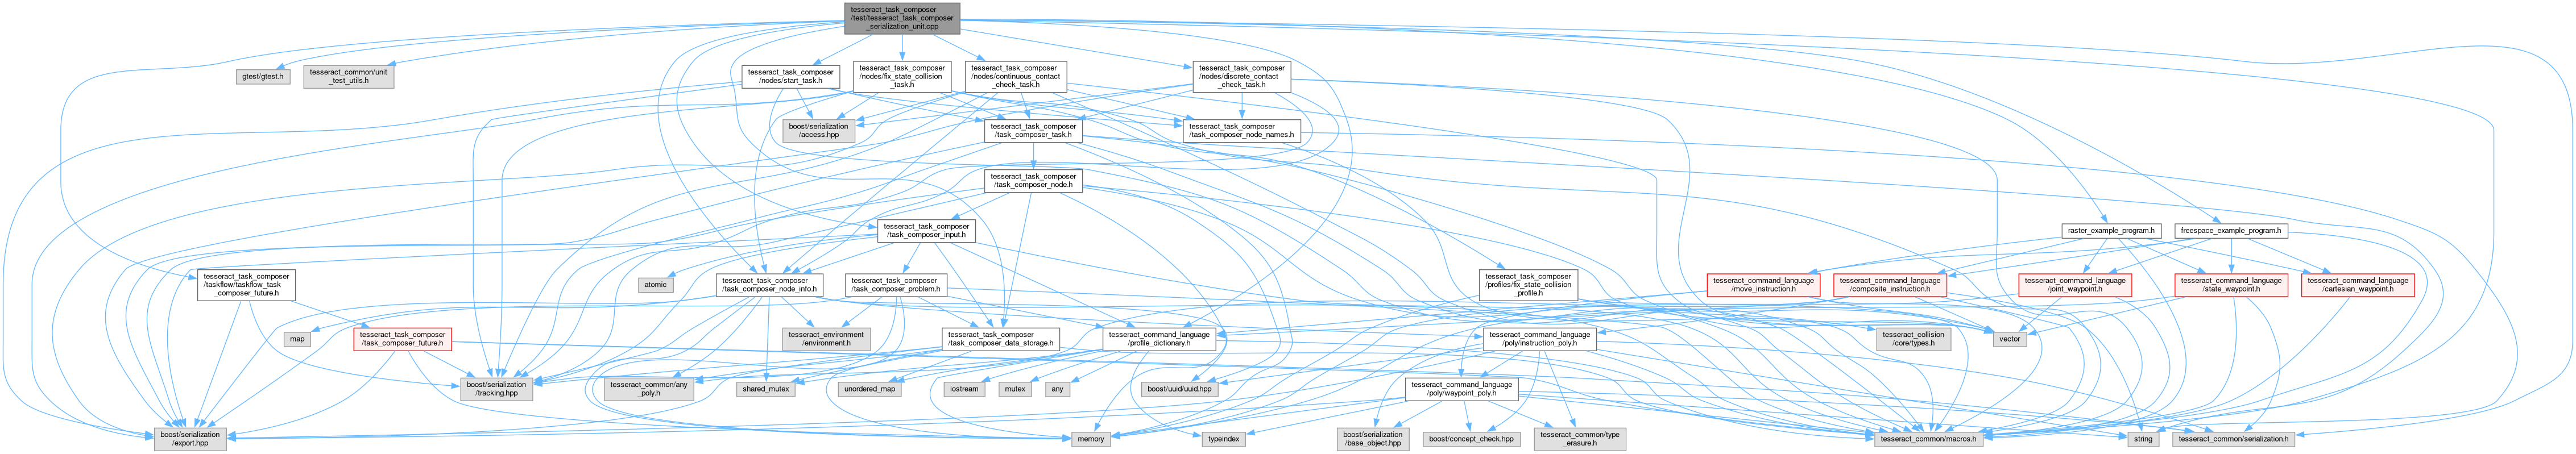 tesseract_task_composer
/test/tesseract_task_composer
_serialization_unit.cpp
gtest/gtest.h
tesseract_common/unit
_test_utils.h
tesseract_task_composer
/nodes/start_task.h
tesseract_task_composer
/nodes/fix_state_collision
_task.h
tesseract_task_composer
/nodes/continuous_contact
_check_task.h
tesseract_task_composer
/nodes/discrete_contact
_check_task.h
boost/serialization
/access.hpp
tesseract_task_composer
/task_composer_task.h
tesseract_task_composer
/task_composer_node_names.h
tesseract_task_composer
/task_composer_node.h
tesseract_task_composer
/task_composer_input.h
raster_example_program.h
freespace_example_program.h
tesseract_task_composer
/taskflow/taskflow_task
_composer_future.h
atomic
tesseract_task_composer
/task_composer_node_info.h
tesseract_task_composer
/task_composer_problem.h
tesseract_task_composer
/profiles/fix_state_collision
_profile.h
tesseract_command_language
/move_instruction.h
tesseract_command_language
/composite_instruction.h
tesseract_command_language
/joint_waypoint.h
tesseract_command_language
/state_waypoint.h
tesseract_command_language
/cartesian_waypoint.h
map
tesseract_task_composer
/task_composer_future.h
tesseract_environment
/environment.h
tesseract_task_composer
/task_composer_data_storage.h
tesseract_command_language
/profile_dictionary.h
tesseract_command_language
/poly/instruction_poly.h
tesseract_collision
/core/types.h
vector
boost/serialization
/tracking.hpp
tesseract_common/any
_poly.h
shared_mutex
unordered_map
iostream
mutex
any
boost/uuid/uuid.hpp
tesseract_command_language
/poly/waypoint_poly.h
boost/serialization
/export.hpp
memory
typeindex
boost/serialization
/base_object.hpp
boost/concept_check.hpp
tesseract_common/type
_erasure.h
tesseract_common/macros.h
string
tesseract_common/serialization.h